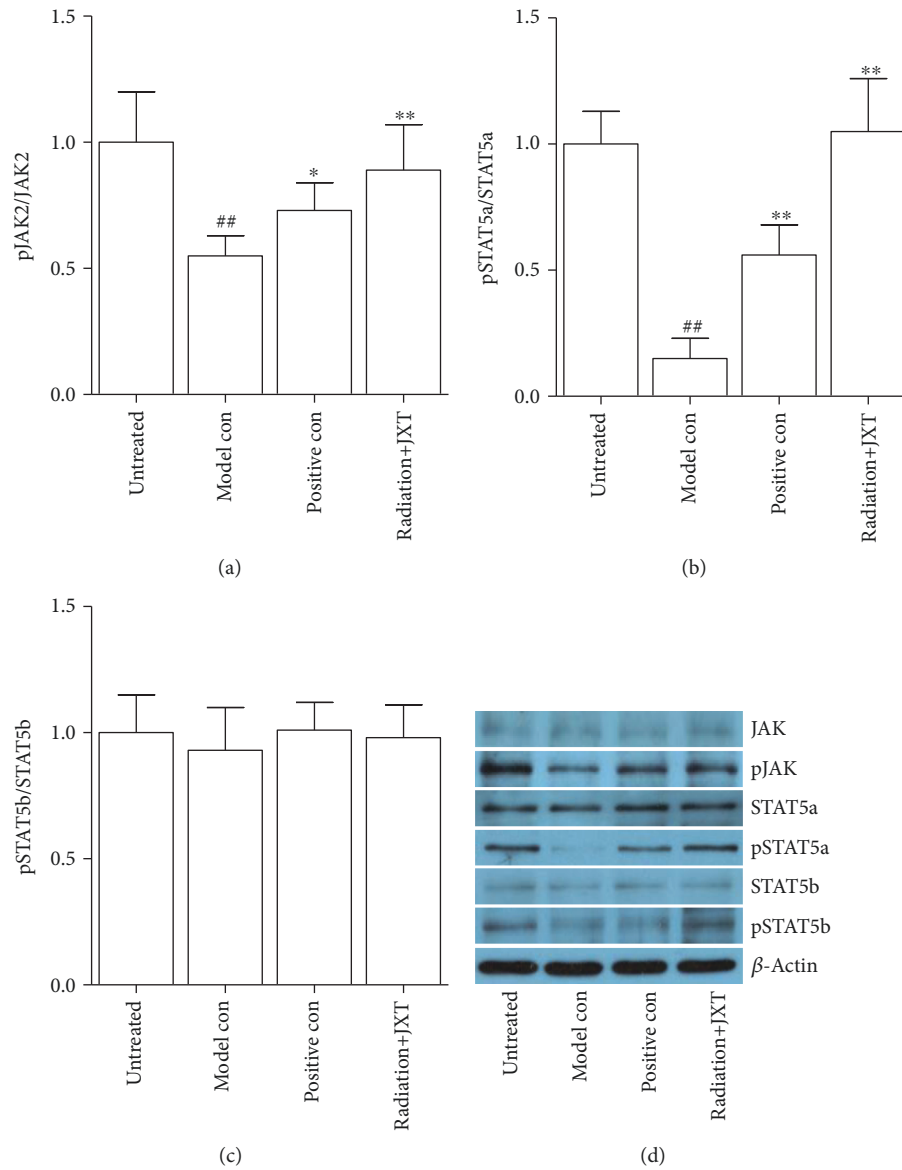 1.5
1.0
0.5
0.0
pJAK2/JAK2
##
*
**
Untreated
Model con
Positive con
Radiation+JXT
(a)
1.5
1.0
0.5
0.0
pSTAT5a/STAT5a
##
**
**
Untreated
Model con
Positive con
Radiation+JXT
(b)
1.5
1.0
0.5
0.0
pSTAT5b/STAT5b
Untreated
Model con
Positive con
Radiation+JXT
(c)
JAK
pJAK
STAT5a
pSTAT5a
STAT5b
pSTAT5b
β-Actin
Untreated
Model con
Positive con
Radiation+JXT
(d)